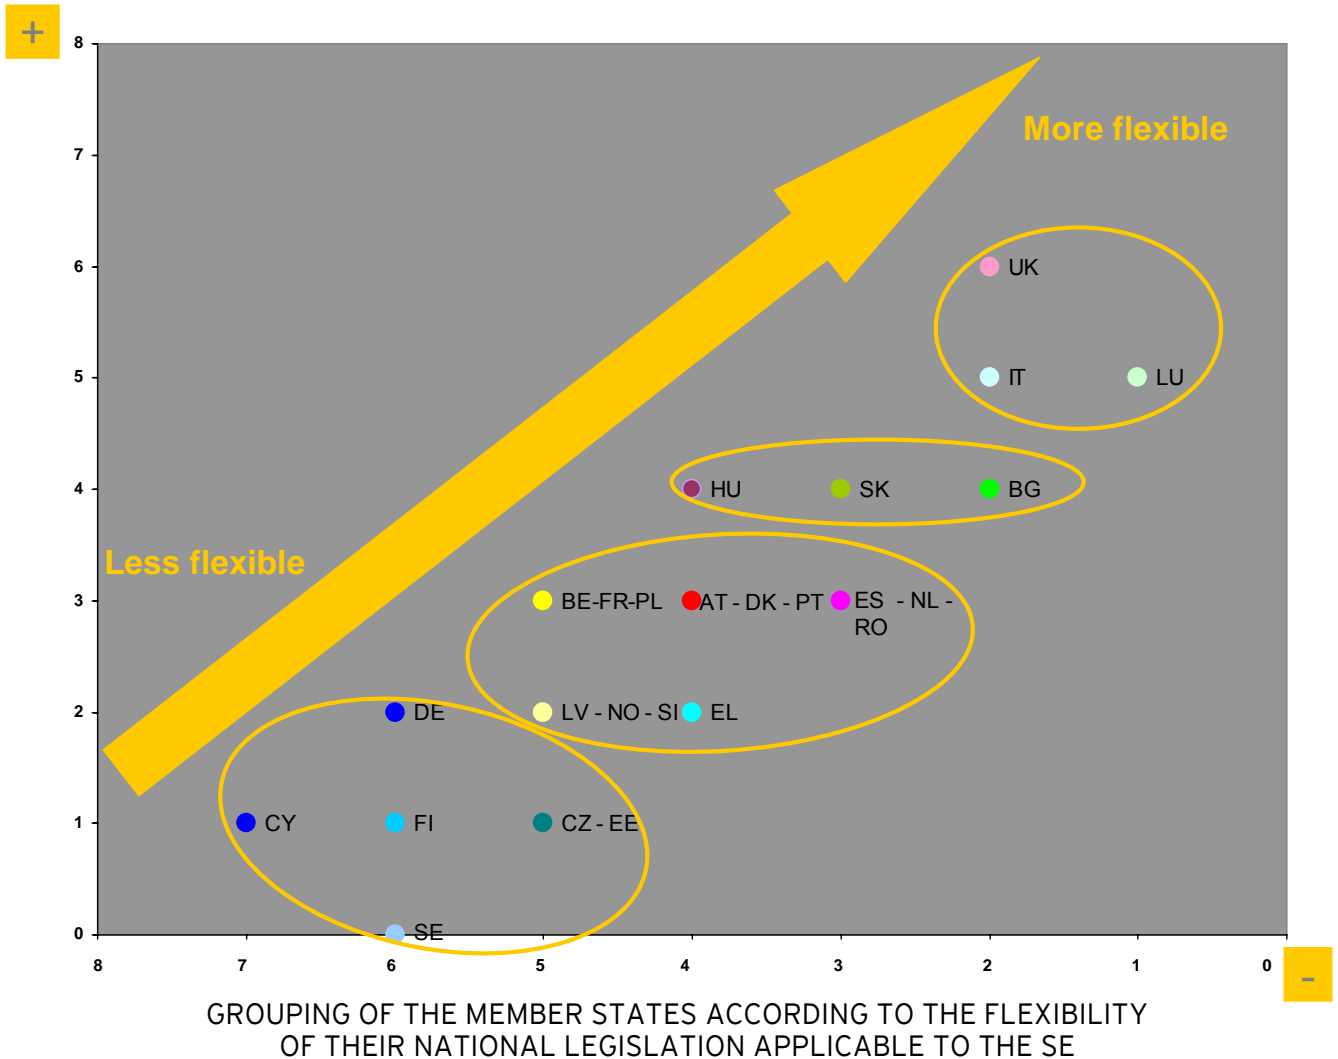 +
8
7
6
5
4
3
2
1
0
More flexible
Less flexible
UK
IT
LU
HU
SK
BG
BE-FR-PL
AT - DK - PT
ES - NL -
RO
LV - NO - SI
EL
DE
CY
FI
CZ - EE
SE
8 7 6 5 4 3 2 1 0
-
GROUPING OF THE MEMBER STATES ACCORDING TO THE FLEXIBILITY
OF THEIR NATIONAL LEGISLATION APPLICABLE TO THE SE